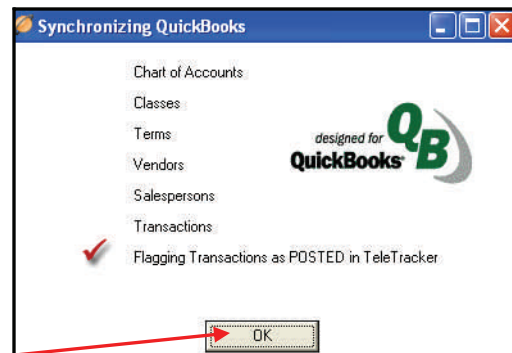 Synchronizing QuickBooks
Chart of Accounts
Classes
Terms
Vendors
Salespersons
Transactions
Flagging Transactions as POSTED in TeleTracker
designed for
QuickBooks
QB
OK